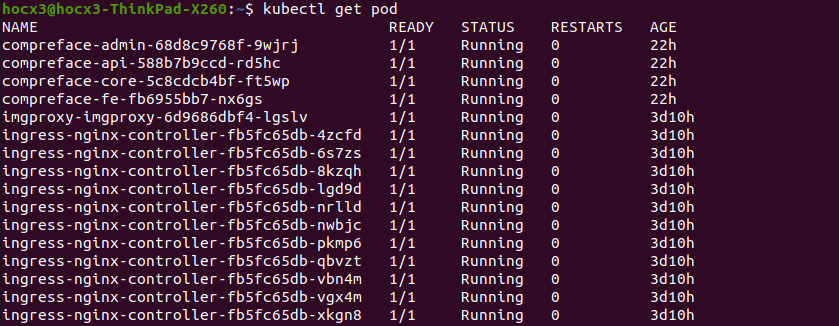 hocx3@hocx3-ThinkPad-X260:~$ kubectl get pod
NAME READY STATUS RESTARTS AGE
compreface-admin-68d8c9768f-9wjrj 1/1 Running 0 22h
compreface-api-588b7b9ccd-rd5hc 1/1 Running 0 22h
compreface-core-5c8cdcb4bf-ft5wp 1/1 Running 0 22h
compreface-fe-fb6955bb7-nx6gs 1/1 Running 0 22h
imgproxy-imgproxy-6d9686dbf4-lgslv 1/1 Running 0 3d10h
ingress-nginx-controller-fb5fc65db-4zcfd 1/1 Running 0 3d10h
ingress-nginx-controller-fb5fc65db-6s7zs 1/1 Running 0 3d10h
ingress-nginx-controller-fb5fc65db-8kzqh 1/1 Running 0 3d10h
ingress-nginx-controller-fb5fc65db-lgd9d 1/1 Running 0 3d10h
ingress-nginx-controller-fb5fc65db-nrlld 1/1 Running 0 3d10h
ingress-nginx-controller-fb5fc65db-nwbjc 1/1 Running 0 3d10h
ingress-nginx-controller-fb5fc65db-pkmp6 1/1 Running 0 3d10h
ingress-nginx-controller-fb5fc65db-qbvzt 1/1 Running 0 3d10h
ingress-nginx-controller-fb5fc65db-vbn4m 1/1 Running 0 3d10h
ingress-nginx-controller-fb5fc65db-vgx4m 1/1 Running 0 3d10h
ingress-nginx-controller-fb5fc65db-xkgn8 1/1 Running 0 3d10h